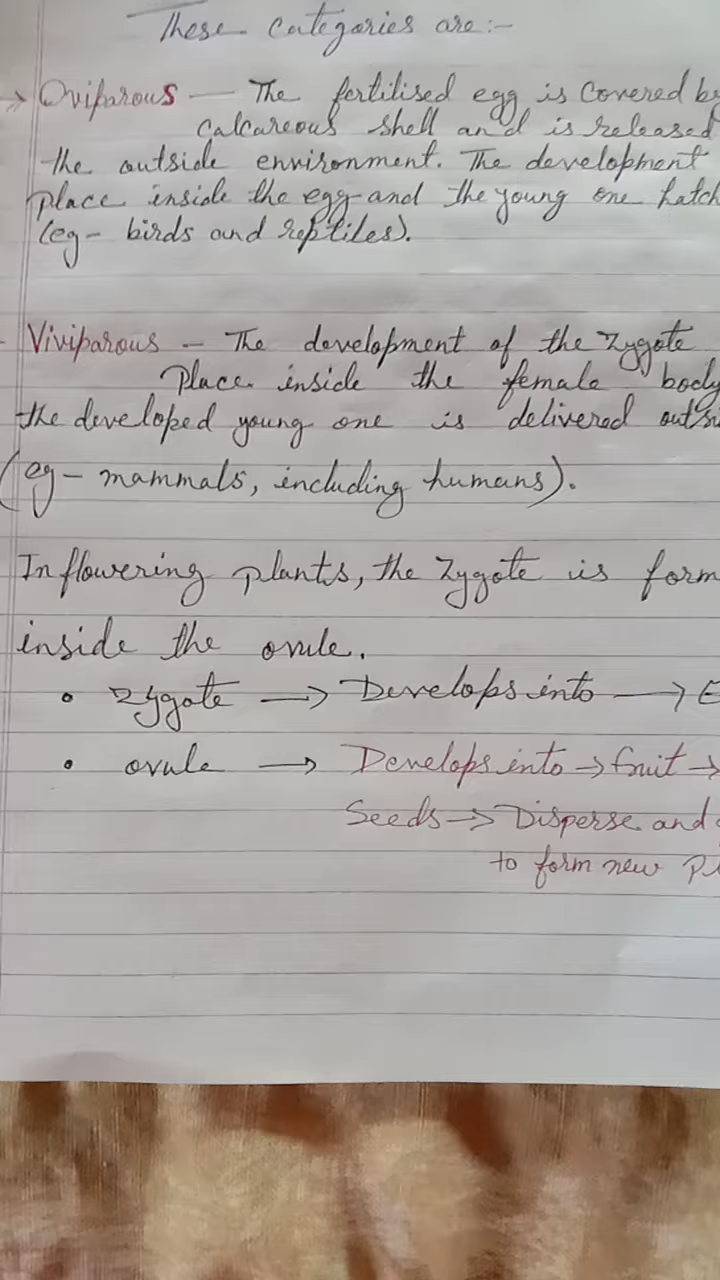 These categories are:-
→ Oviparous — The fertilised egg is covered by
calcareous shell and is released
the outside environment. The development
place inside the egg and the young one hatch
(eg- birds and reptiles).
- Viviparous - The development of the zygote
Place inside the female body
the developed young one is delivered outsi
(eg- mammals, including humans).
In flowering plants, the zygote is form
inside the ovule.
• zygote → Develops into → E
• ovule → Develops into → fruit →
Seeds → Disperse and
to form new Pl